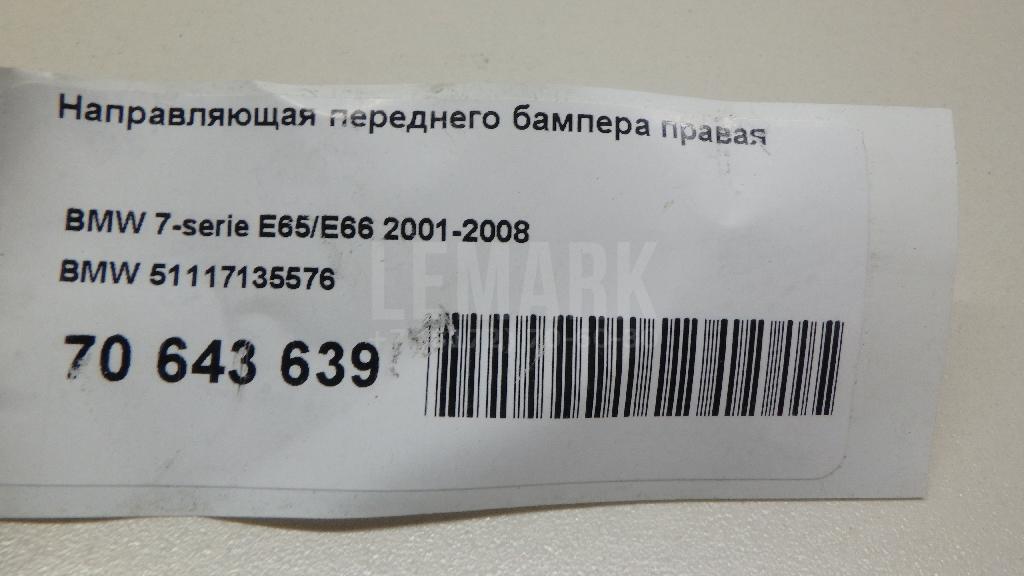 Направляющая переднего бампера правая
BMW 7-serie E65/E66 2001-2008
BMW 51117135576
LEMARK
70 643 639